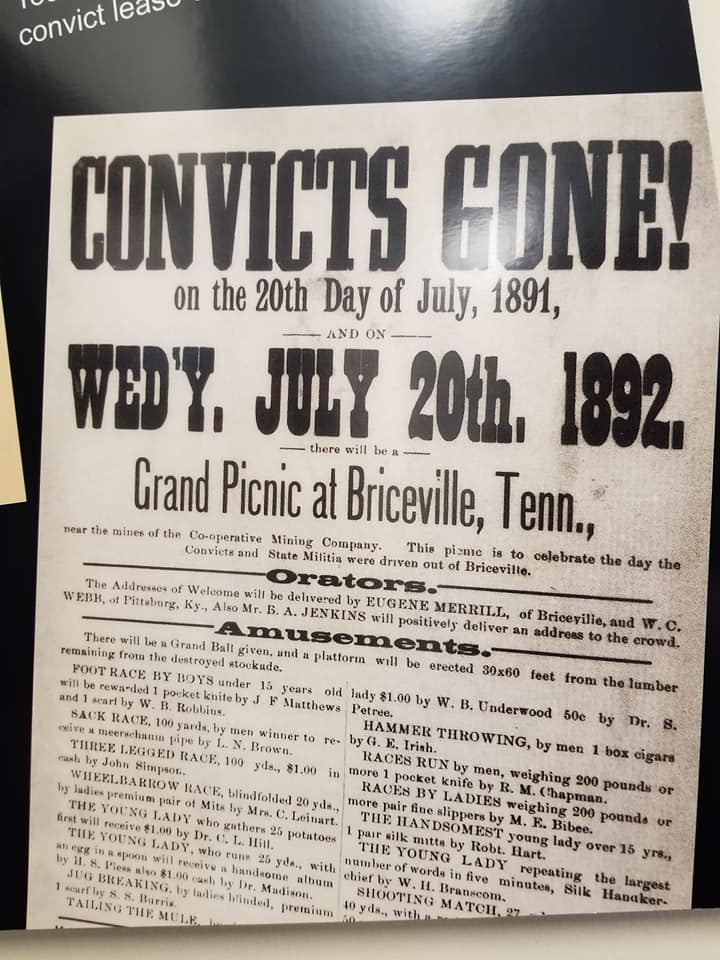 convict lease
CONVICTS GONE!
on the 20th Day of July, 1891,
AND ON
WED'Y. JULY 20th. 1892.
there will be a
Grand Picnic at Briceville, Tenn.,
near the mines of the Co-operative Mining Company. This picnic is to celebrate the day the
Convicts and State Militia were driven out of Briceville.
Orators.
The Addresses of Welcome will be delivered by EUGENE MERRILL, of Briceville, and W. C.
WEBB, of Pittsburg, Ky., Also Mr. B. A. JENKINS will positively deliver an address to the crowd.
Amusements.
There will be a Grand Ball given, and a platform will be erected 30x60 feet from the lumber
remaining from the destroyed stockade.
FOOT RACE BY BOYS under 15 years old
will be rewarded 1 pocket knife by J F Matthews
and 1 scarf by W. B. Robbins.
SACK RACE, 100 yards, by men winner to re-
ceive a meerschaum pipe by L. N. Brown.
THREE LEGGED RACE, 100 yds., $1.00 in
cash by John Simpson.
WHEELBARROW RACE, blindfolded 20 yds.,
by ladies premium pair of Mits by Mrs. C. Leinart.
THE YOUNG LADY who gathers 25 potatoes
first will receive $1.00 by Dr. C. L. Hill.
THE YOUNG LADY, who runs 25 yds., with
an egg in a spoon will receive a handsome album
by H. S. Piess also $1.00 cash by Dr. Madison.
JUG BREAKING, by ladies blinded, premium
1 scarf by S. S. Burris.
TAILING THE MULE,
lady $1.00 by W. B. Underwood 50c by Dr. S.
Petree.
HAMMER THROWING, by men 1 box cigars
by G. E. Irish.
RACES RUN by men, weighing 200 pounds or
more 1 pocket knife by R. M. Chapman.
RACES BY LADIES weighing 200 pounds or
more pair fine slippers by M. E. Bibee.
THE HANDSOMEST young lady over 15 yrs.,
1 pair silk mitts by Robt. Hart.
THE YOUNG LADY repeating the largest
number of words in five minutes, Silk Handker-
chief by W. H. Branscom.
SHOOTING MATCH, 27
40 yds., with a
50